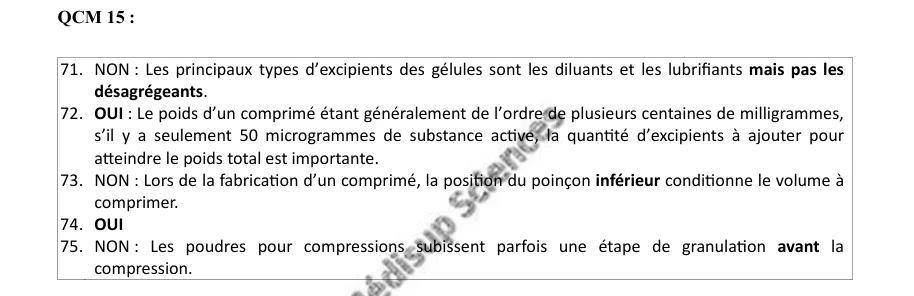 QCM 15 :
71. NON : Les principaux types d’excipients des gélules sont les diluants et les lubrifiants mais pas les
désagrégeants.
72. OUI : Le poids d’un comprimé étant généralement de l’ordre de plusieurs centaines de milligrammes,
s’il y a seulement 50 microgrammes de substance active, la quantité d’excipients à ajouter pour
atteindre le poids total est importante.
73. NON : Lors de la fabrication d’un comprimé, la position du poinçon inférieur conditionne le volume à
comprimer.
74. OUI
75. NON : Les poudres pour compressions subissent parfois une étape de granulation avant la
compression.
édisup Sciences